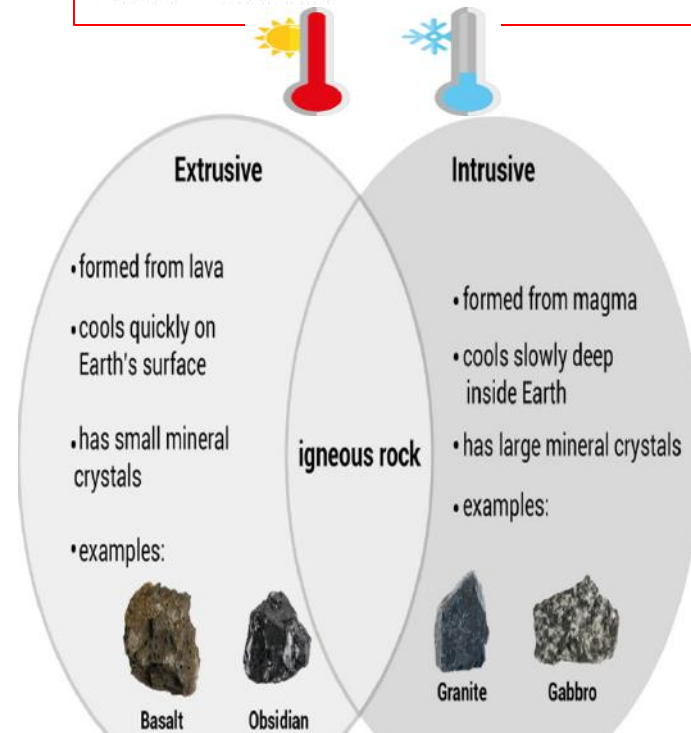 Extrusive
• formed from lava
• cools quickly on
Earth's surface
• has small mineral
crystals
• examples:
Basalt
Obsidian
igneous rock
Intrusive
• formed from magma
• cools slowly deep
inside Earth
• has large mineral crystals
• examples:
Granite
Gabbro